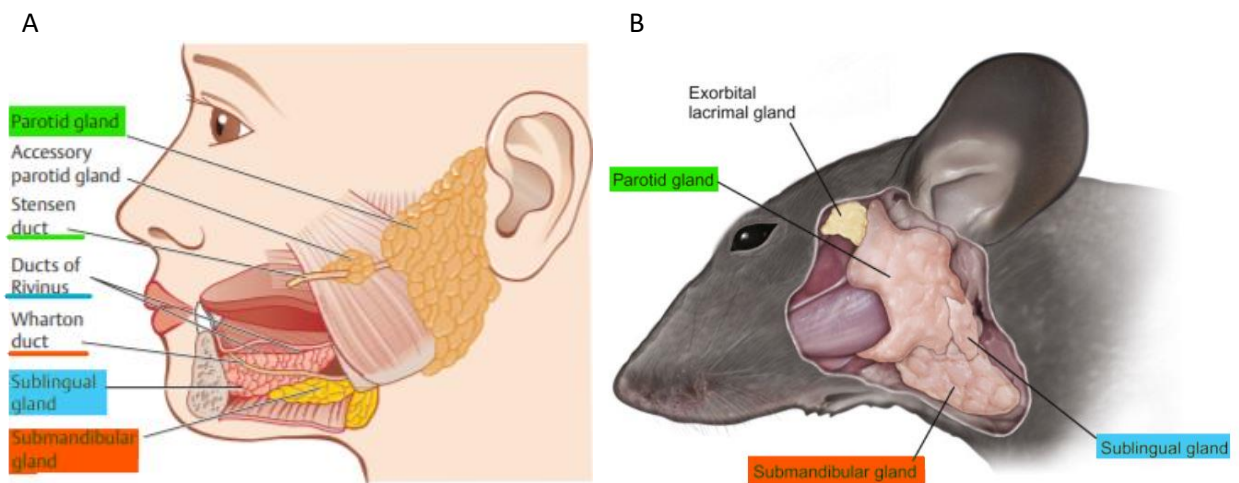 A
Parotid gland
Accessory
parotid gland
Stensen
duct
Ducts of
Rivinus
Wharton
duct
Sublingual
gland
Submandibular
gland
B
Exorbital
lacrimal gland
Parotid gland
Sublingual gland
Submandibular gland